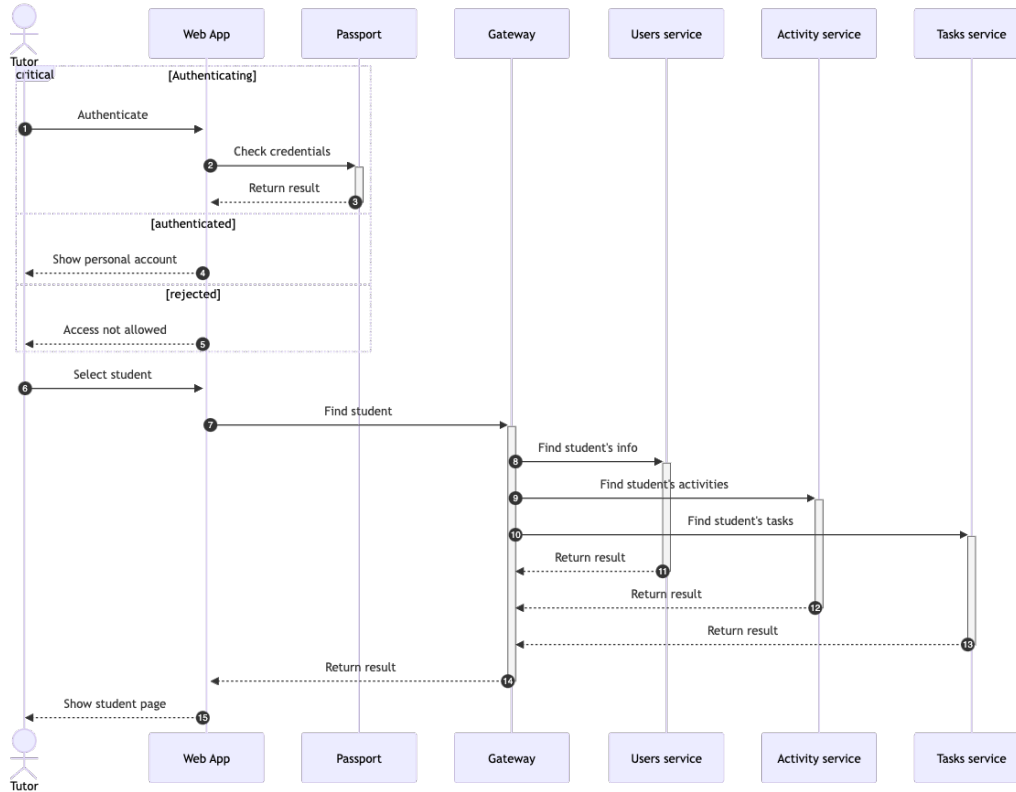 Tutor
Web App
Passport
Gateway
Users service
Activity service
Tasks service
critical
[Authenticating]
Authenticate
1
Check credentials
2
Return result
3
[authenticated]
Show personal account
4
[rejected]
Access not allowed
5
Select student
6
Find student
7
Find student's info
8
Find student's activities
9
Find student's tasks
10
Return result
11
Return result
12
Return result
13
Return result
14
Show student page
15
Tutor
Web App
Passport
Gateway
Users service
Activity service
Tasks service